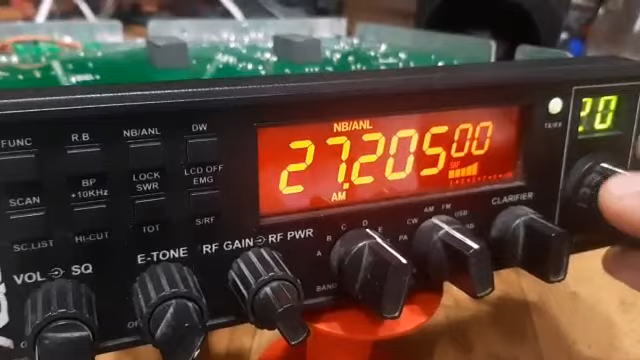 FUNC R.B NB/ANL DW
NB/ANL
27.20500
AM
TX/RX
20
SCAN BP +10KHz LOCK SWR LCD OFF EMG
SC.LIST HI-CUT TOT S/RF
CLARIFIER
VOL SQ E-TONE RF GAIN RF PWR
A B C D E
BAND
PA CW AM FM USB